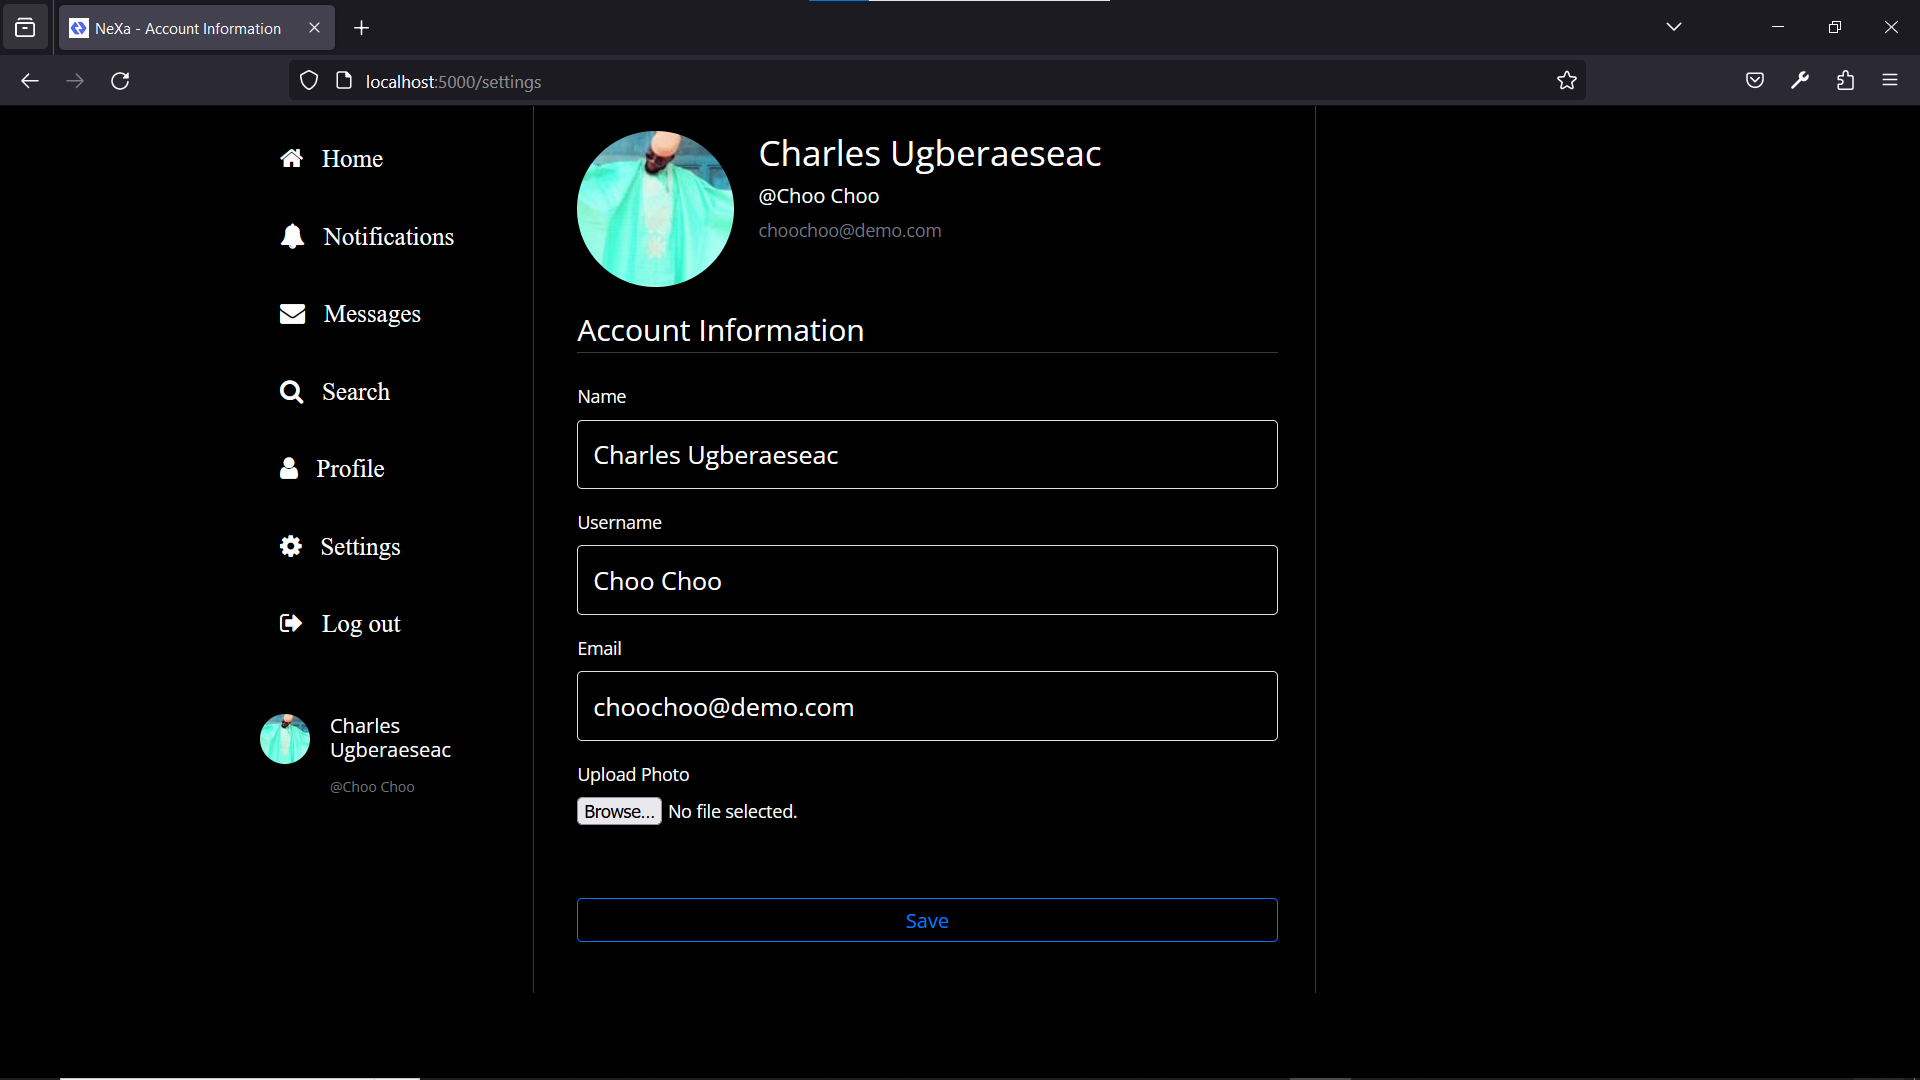 NeXa - Account Information
localhost:5000/settings
Home
Notifications
Messages
Search
Profile
Settings
Log out
Charles
Ugberaeseac
@Choo Choo
Charles Ugberaeseac
@Choo Choo
choochoo@demo.com
Account Information
Name
Charles Ugberaeseac
Username
Choo Choo
Email
choochoo@demo.com
Upload Photo
Browse... No file selected.
Save